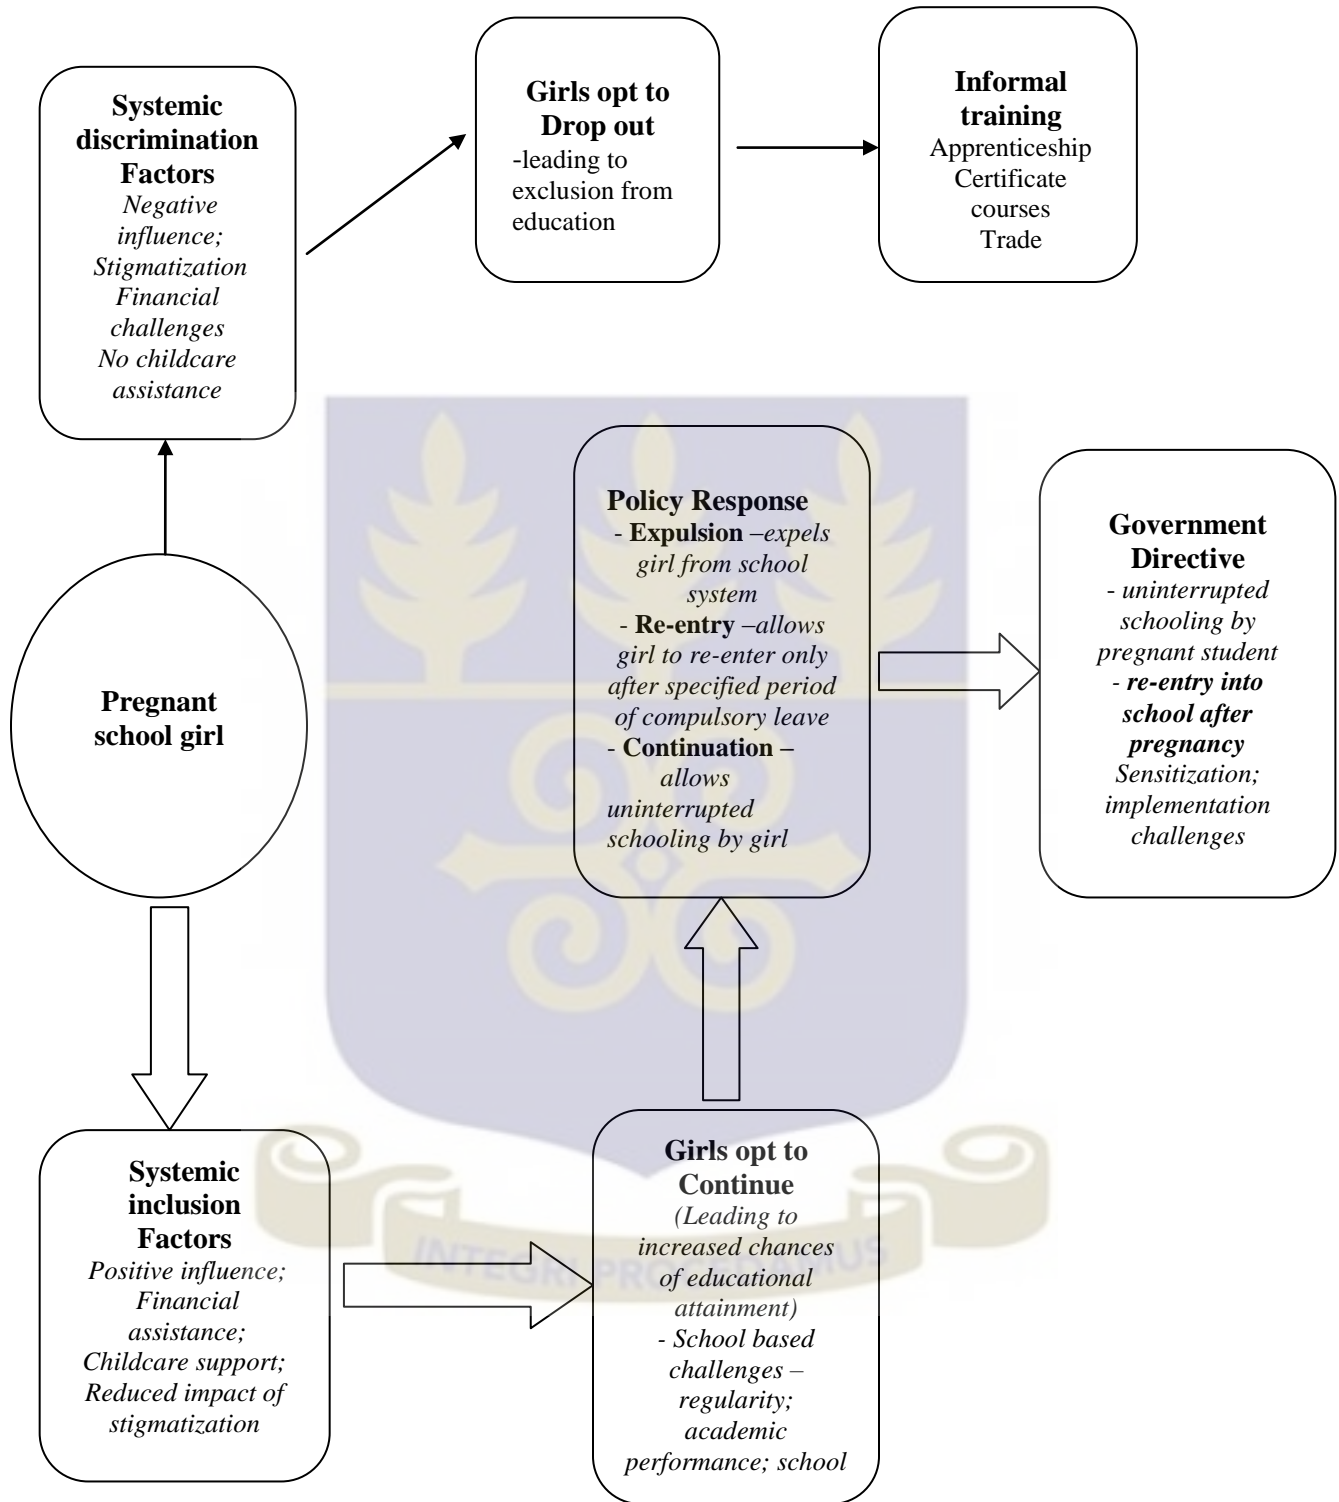 Systemic
discrimination
Factors
Negative
influence;
Stigmatization
Financial
challenges
No childcare
assistance
Girls opt to
Drop out
-leading to
exclusion from
education
Informal
training
Apprenticeship
Certificate
courses
Trade
Pregnant
school girl
Policy Response
- Expulsion –expels
girl from school
system
- Re-entry –allows
girl to re-enter only
after specified period
of compulsory leave
- Continuation –
allows
uninterrupted
schooling by girl
Government
Directive
- uninterrupted
schooling by
pregnant student
- re-entry into
school after
pregnancy
Sensitization;
implementation
challenges
Systemic
inclusion
Factors
Positive influence;
Financial
assistance;
Childcare support;
Reduced impact of
stigmatization
Girls opt to
Continue
(Leading to
increased chances
of educational
attainment)
- School based
challenges –
regularity;
academic
performance; school
INTEGRI PROCEDAMUS